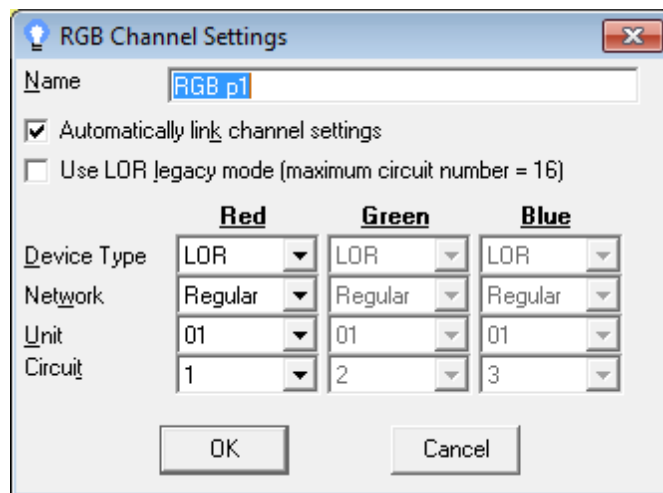 RGB Channel Settings
Name RGB p1
Automatically link channel settings
Use LOR legacy mode (maximum circuit number = 16)
Red Green Blue
Device Type LOR LOR LOR
Network Regular Regular Regular
Unit 01 01 01
Circuit 1 2 3
OK Cancel